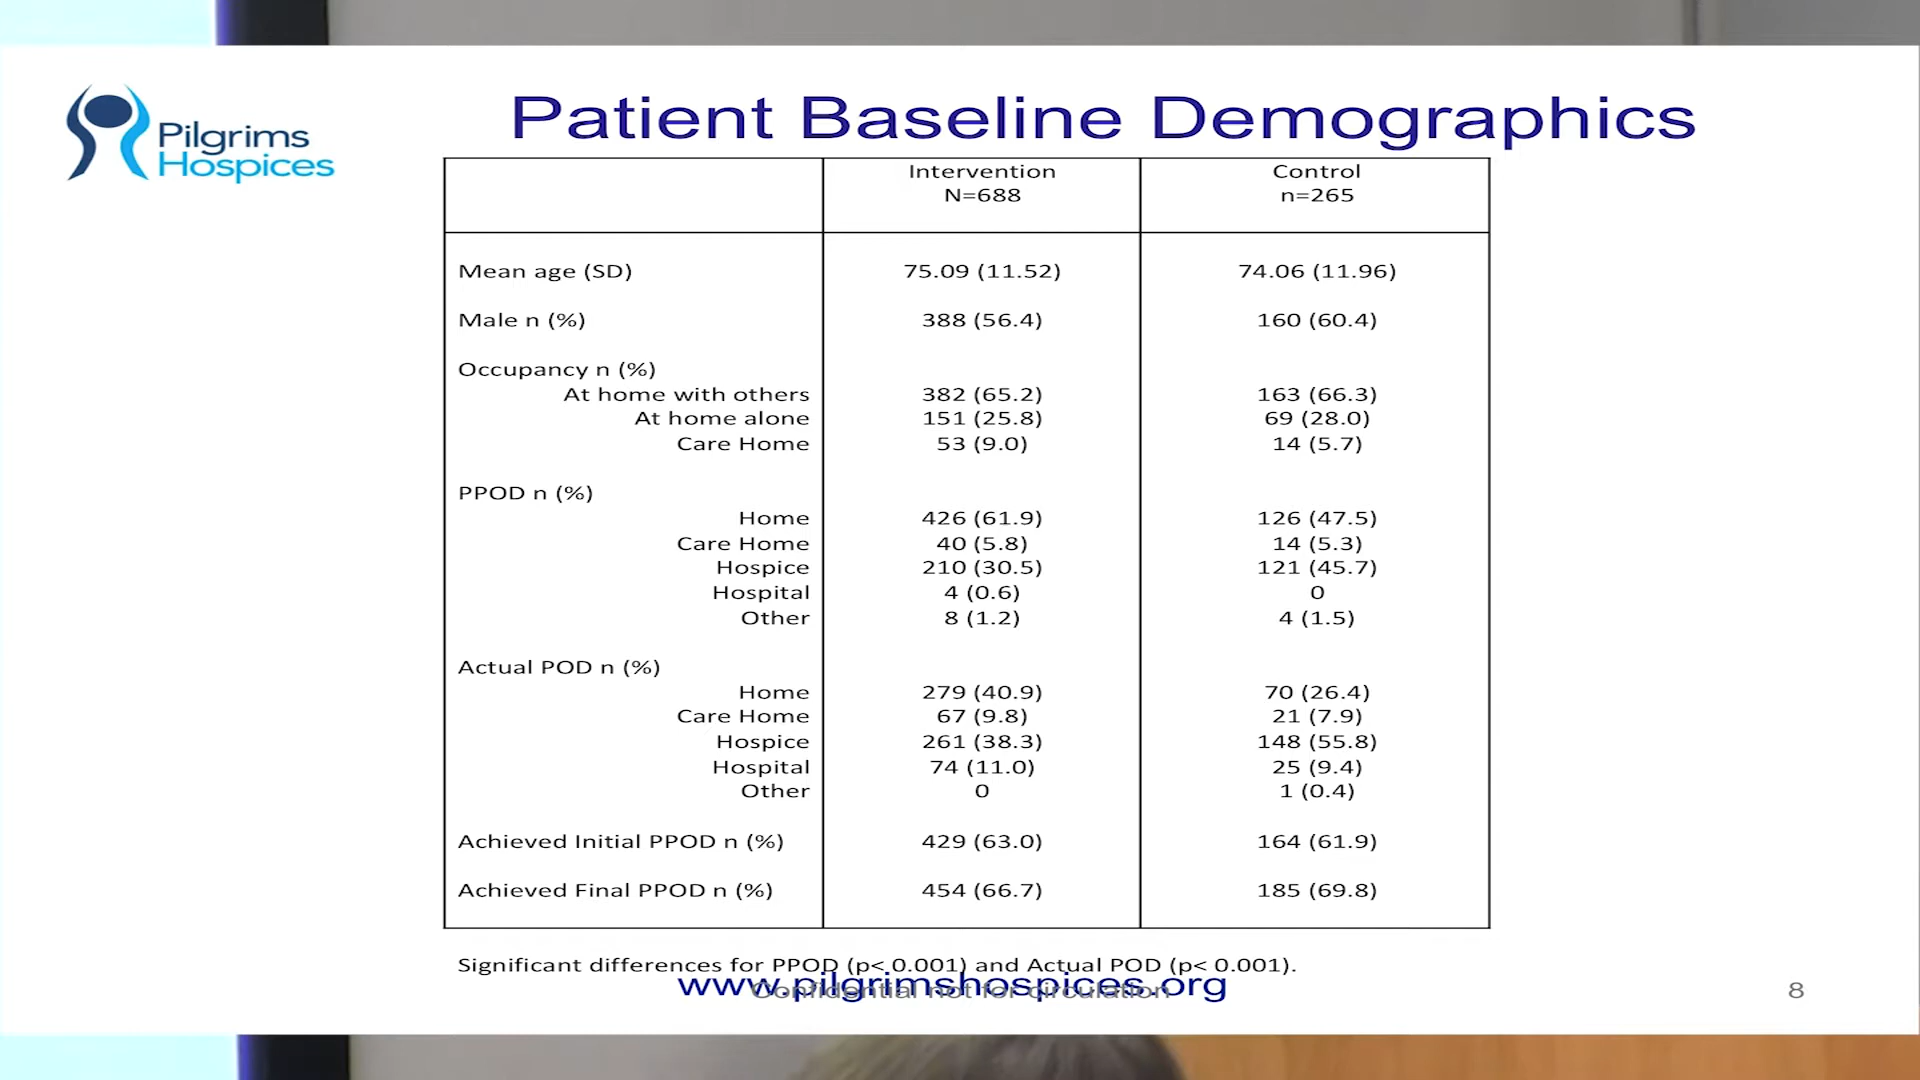 Pilgrims
Hospices
Patient Baseline Demographics
Intervention Control
N=688 n=265
Mean age (SD) 75.09 (11.52) 74.06 (11.96)
Male n (%) 388 (56.4) 160 (60.4)
Occupancy n (%)
At home with others 382 (65.2) 163 (66.3)
At home alone 151 (25.8) 69 (28.0)
Care Home 53 (9.0) 14 (5.7)
PPOD n (%)
Home 426 (61.9) 126 (47.5)
Care Home 40 (5.8) 14 (5.3)
Hospice 210 (30.5) 121 (45.7)
Hospital 4 (0.6) 0
Other 8 (1.2) 4 (1.5)
Actual POD n (%)
Home 279 (40.9) 70 (26.4)
Care Home 67 (9.8) 21 (7.9)
Hospice 261 (38.3) 148 (55.8)
Hospital 74 (11.0) 25 (9.4)
Other 0 1 (0.4)
Achieved Initial PPOD n (%) 429 (63.0) 164 (61.9)
Achieved Final PPOD n (%) 454 (66.7) 185 (69.8)
Significant differences for PPOD (p< 0.001) and Actual POD (p< 0.001).
www.pilgrimshospices.org
Confidential not for circulation
8